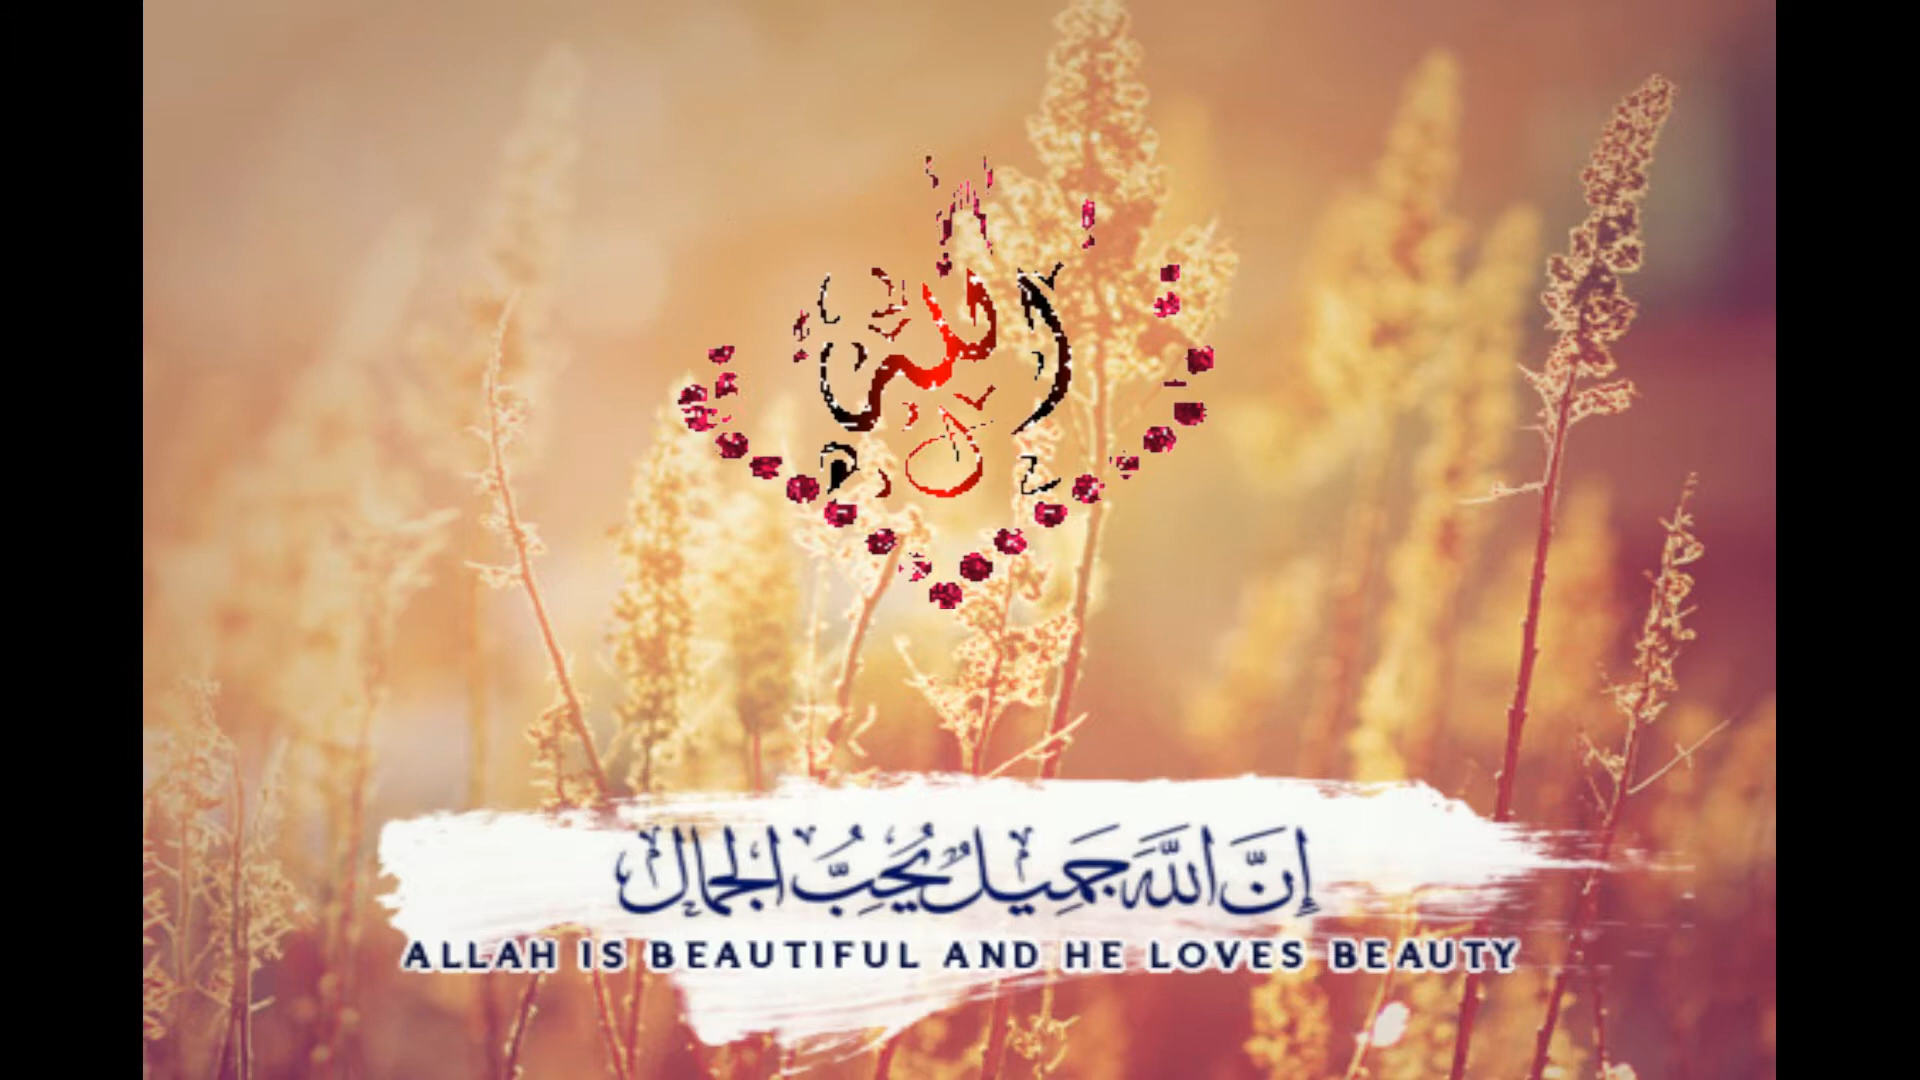 الله
إِنَّ اللَّهَ جَمِيلٌ يُحِبُّ الْجَمَالَ
ALLAH IS BEAUTIFUL AND HE LOVES BEAUTY